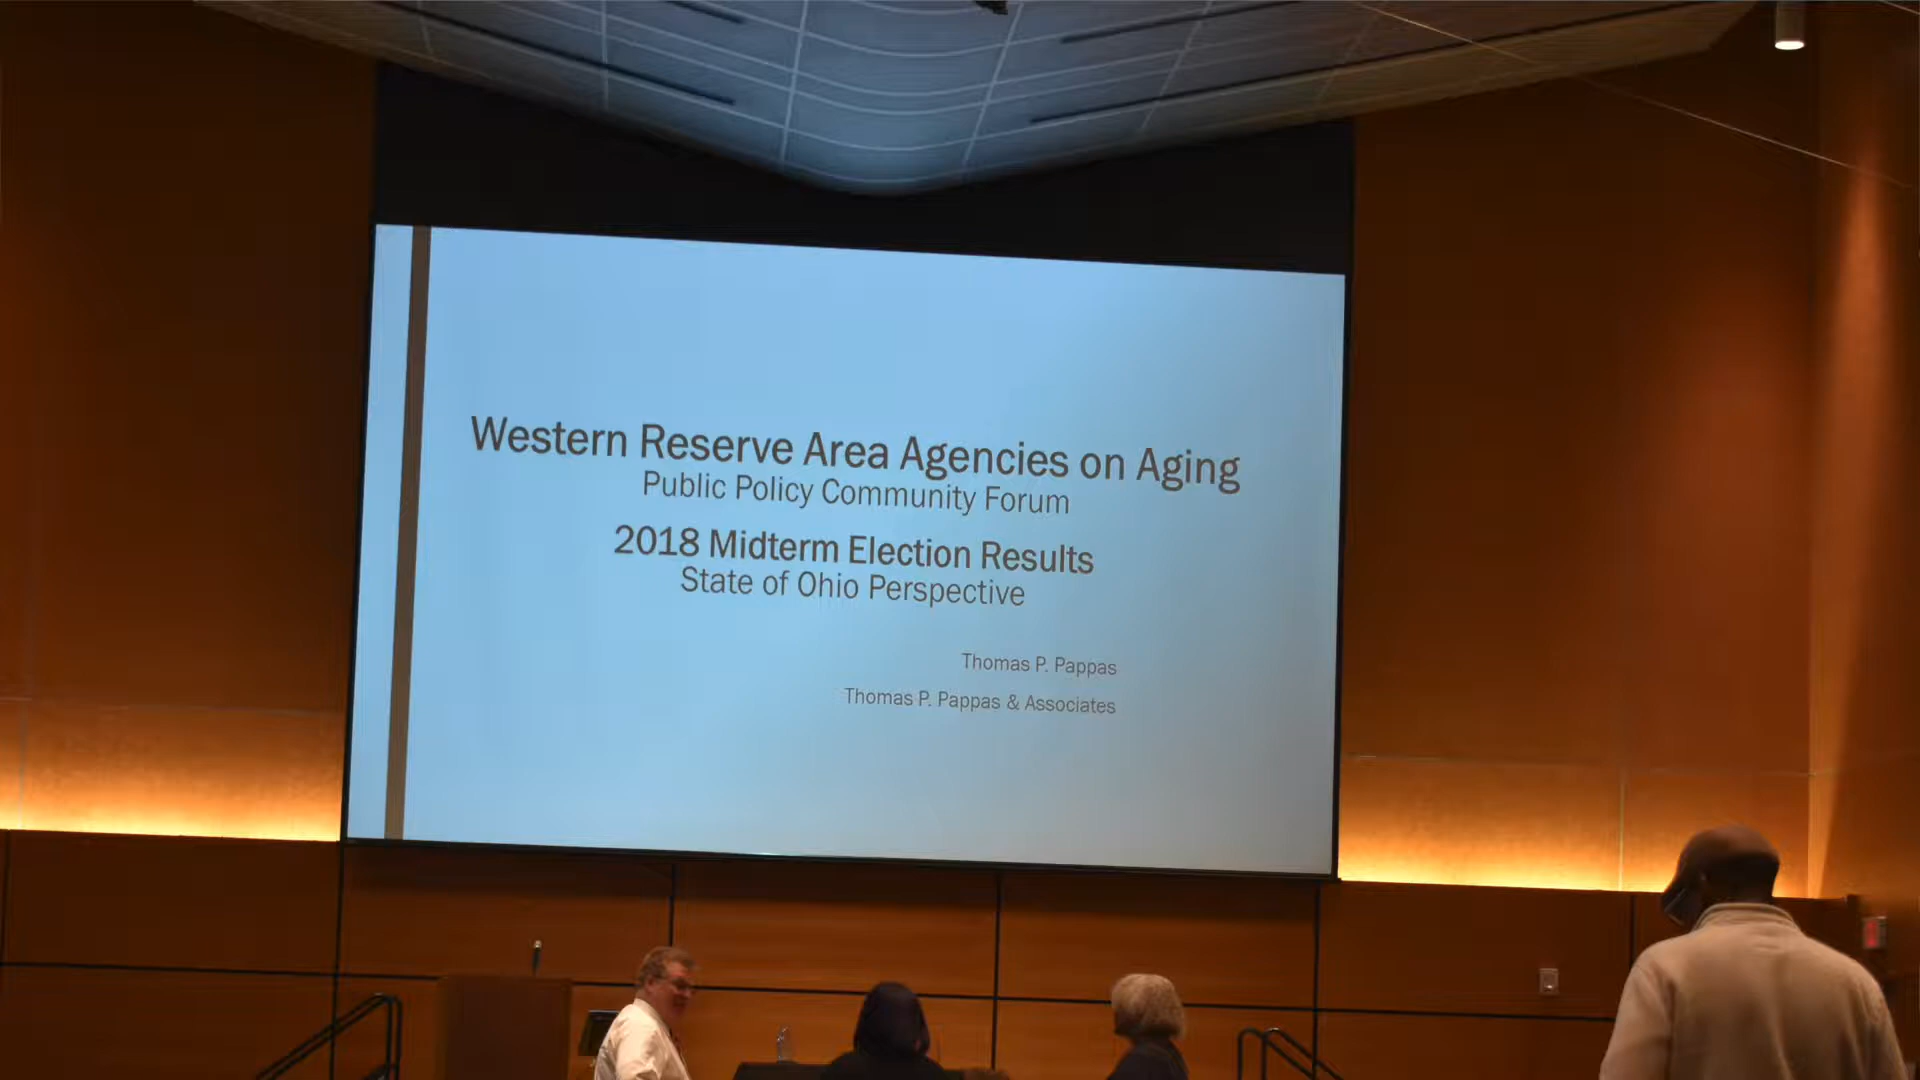 Western Reserve Area Agencies on Aging
Public Policy Community Forum
2018 Midterm Election Results
State of Ohio Perspective
Thomas P. Pappas
Thomas P. Pappas & Associates